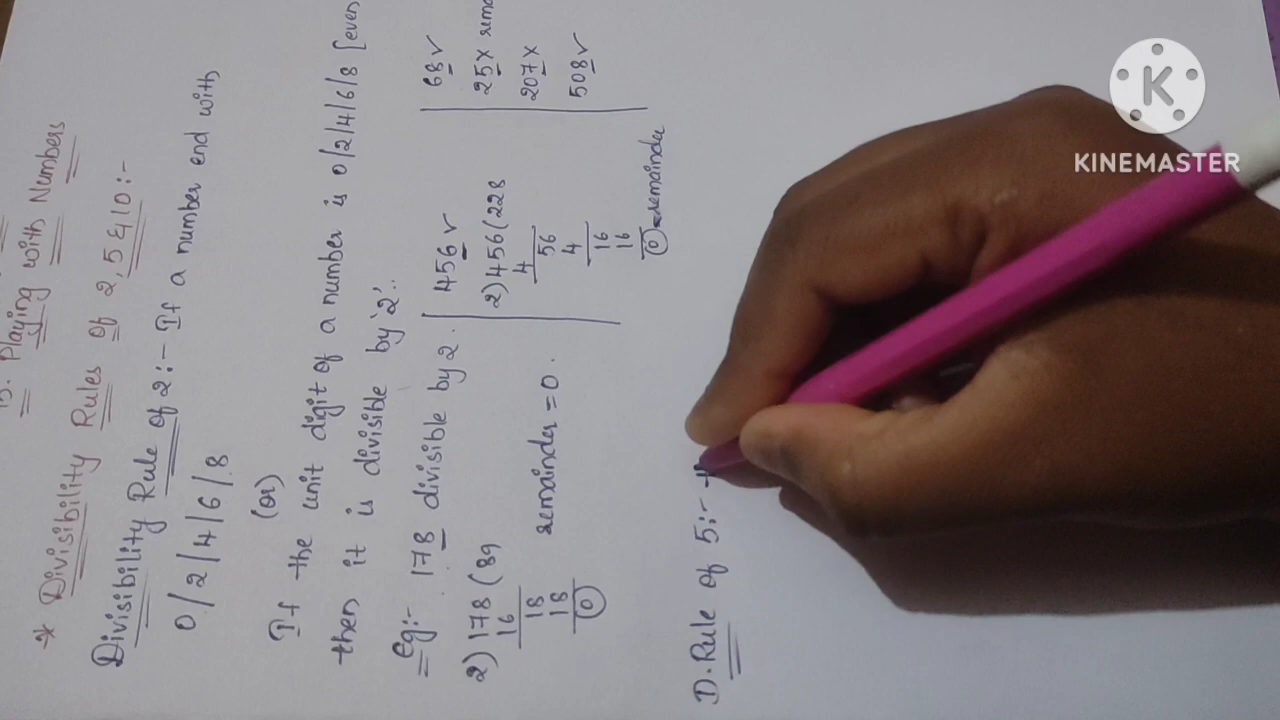 13. Playing with Numbers
* Divisibility Rules of 2, 5 & 10:-
Divisibility Rule of 2:- If a number end with
0/2/4/6/8
(or)
If the unit digit of a number is 0/2/4/6/8 [even
then it is divisible by '2'.
Eg:- 178 divisible by 2.
2) 178 (89
16
18
18
0
remainder = 0.
456 ✓
2) 456 (228
4
56
4
16
16
0 = remainder
68 ✓
25 x rema
207 x
508 ✓
D.Rule of 5:-
K
KINEMASTER